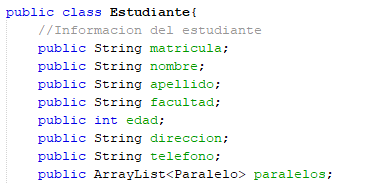 public class Estudiante{
//Informacion del estudiante
public String matricula;
public String nombre;
public String apellido;
public String facultad;
public int edad;
public String direccion;
public String telefono;
public ArrayList<Paralelo> paralelos;